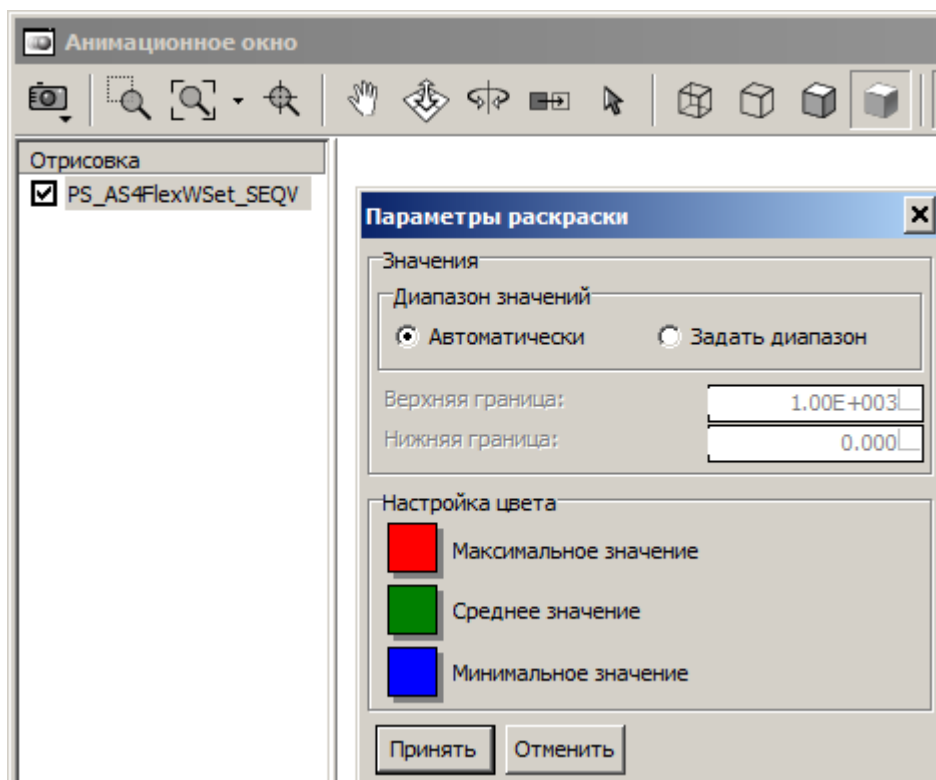 Анимационное окно
Отрисовка
PS_AS4FlexWSet_SEQV
Параметры раскраски
Значения
Диапазон значений
Автоматически Задать диапазон
Верхняя граница: 1.00E+003
Нижняя граница: 0.000
Настройка цвета
Максимальное значение
Среднее значение
Минимальное значение
Принять Отменить